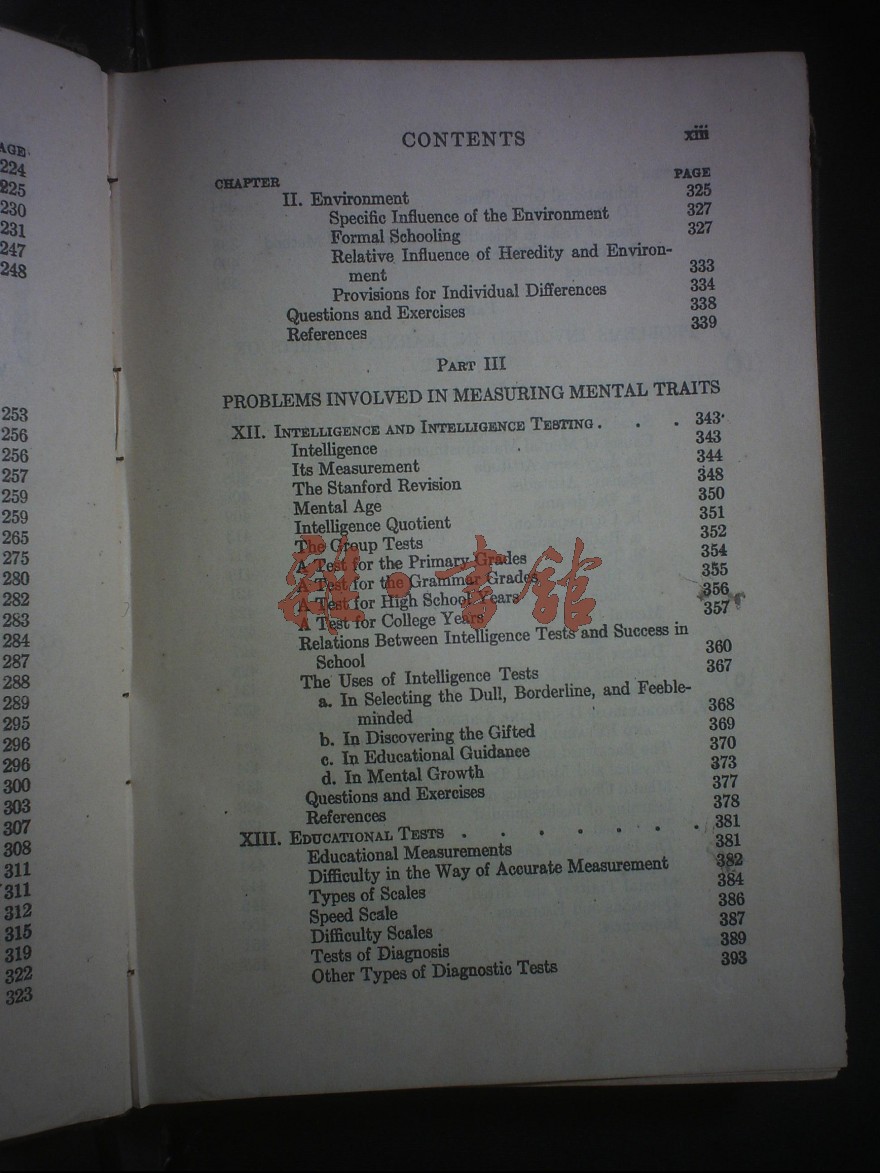 AGE
224
225
230
231
247
248
253
256
256
257
259
259
265
275
280
282
283
284
287
288
289
295
296
296
300
303
307
308
311
311
312
315
319
322
323
CONTENTS xiii
CHAPTER PAGE
II. Environment 325
Specific Influence of the Environment 327
Formal Schooling 327
Relative Influence of Heredity and Environ-
ment 333
Provisions for Individual Differences 334
Questions and Exercises 338
References 339
PART III
PROBLEMS INVOLVED IN MEASURING MENTAL TRAITS
XII. INTELLIGENCE AND INTELLIGENCE TESTING . . . 343
Intelligence 343
Its Measurement 344
The Stanford Revision 348
Mental Age 350
Intelligence Quotient 351
The Group Tests 352
A Test for the Primary Grades 354
A Test for the Grammar Grades 355
A Test for High School Years 356
A Test for College Years 357
Relations Between Intelligence Tests and Success in
School 360
The Uses of Intelligence Tests 367
a. In Selecting the Dull, Borderline, and Feeble-
minded 368
b. In Discovering the Gifted 369
c. In Educational Guidance 370
d. In Mental Growth 373
Questions and Exercises 377
References 378
XIII. EDUCATIONAL TESTS . . . . . . . 381
Educational Measurements 381
Difficulty in the Way of Accurate Measurement 382
Types of Scales 384
Speed Scale 386
Difficulty Scales 387
Tests of Diagnosis 389
Other Types of Diagnostic Tests 393
雜·書館